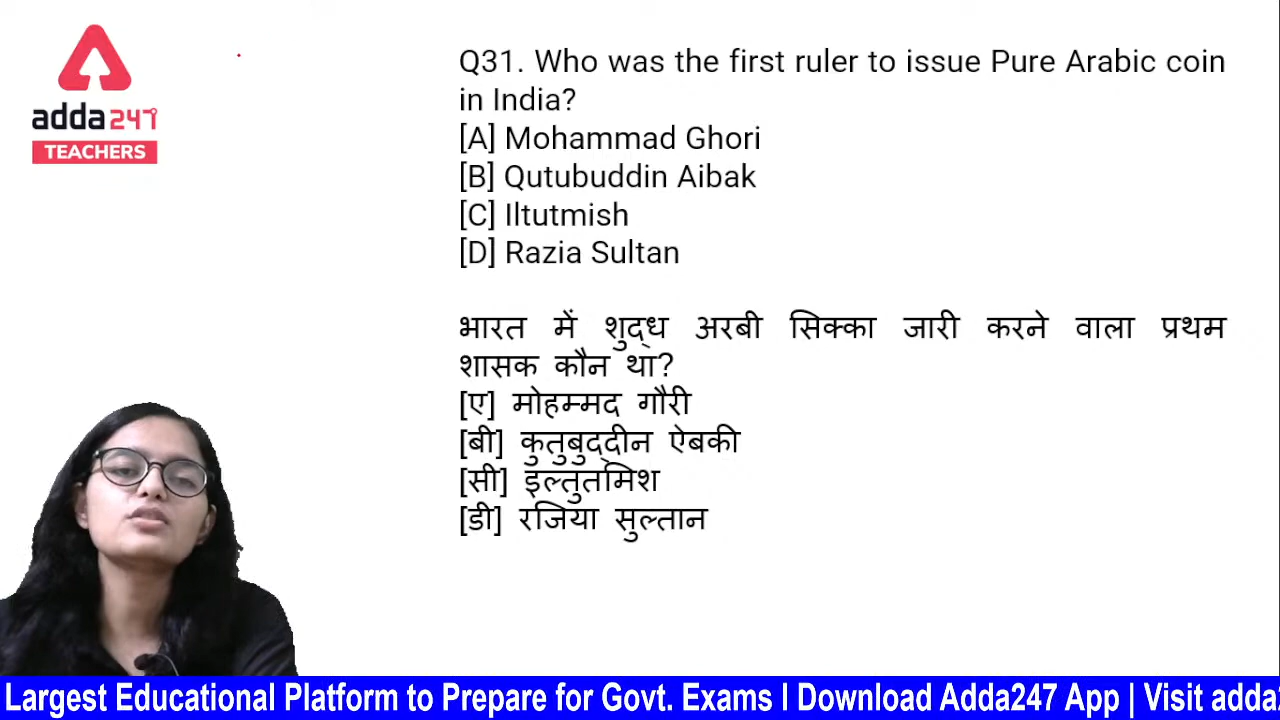 adda247
TEACHERS
Q31. Who was the first ruler to issue Pure Arabic coin
in India?
[A] Mohammad Ghori
[B] Qutubuddin Aibak
[C] Iltutmish
[D] Razia Sultan
भारत में शुद्ध अरबी सिक्का जारी करने वाला प्रथम
शासक कौन था?
[ए] मोहम्मद गौरी
[बी] कुतुबुद्दीन ऐबकी
[सी] इल्तुतमिश
[डी] रजिया सुल्तान
Largest Educational Platform to Prepare for Govt. Exams I Download Adda247 App | Visit adda2